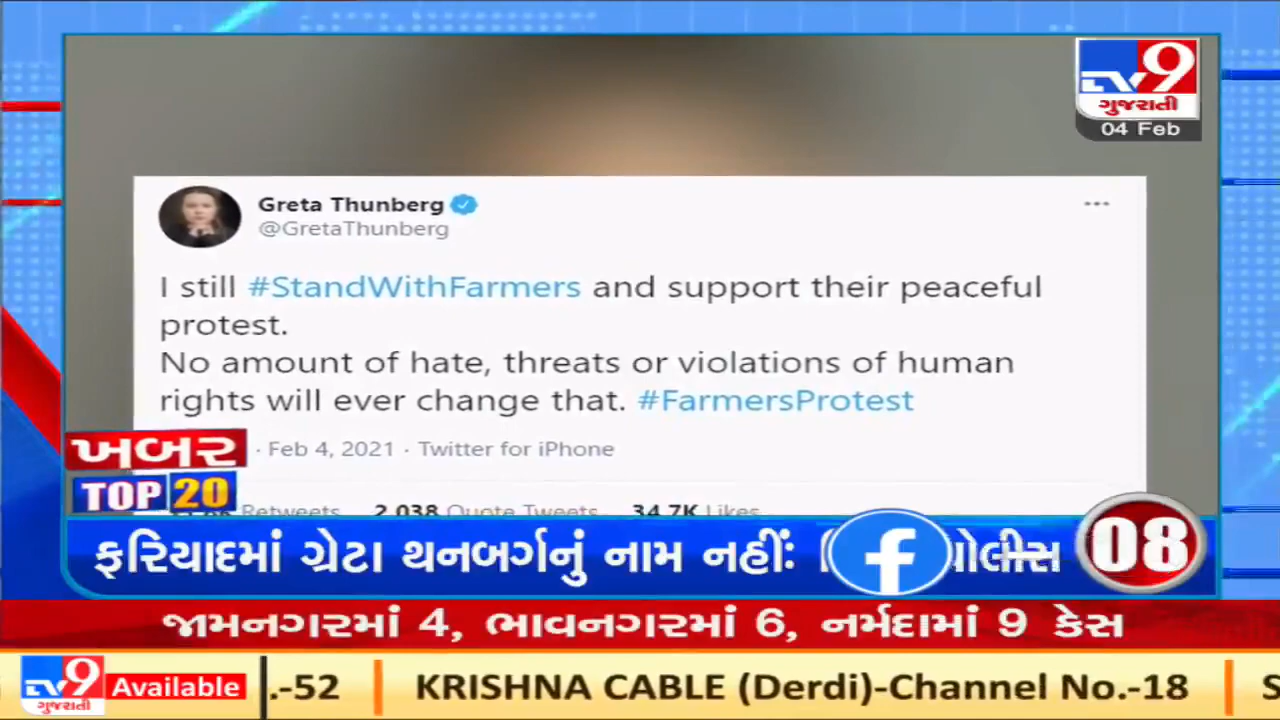 TV9
ગુજરાતી
04 Feb
Greta Thunberg
@GretaThunberg
I still #StandWithFarmers and support their peaceful
protest.
No amount of hate, threats or violations of human
rights will ever change that. #FarmersProtest
· Feb 4, 2021 · Twitter for iPhone
Retweets 2,038 Quote Tweets 34.7K Likes
ખબર
TOP 20
ફરિયાદમાં ગ્રેટા થનબર્ગનું નામ નહીંઃ
08
જામનગરમાં 4, ભાવનગરમાં 6, નર્મદામાં 9 કેસ
TV9
ગુજરાતી
Available
.-52 KRISHNA CABLE (Derdi)-Channel No.-18 S